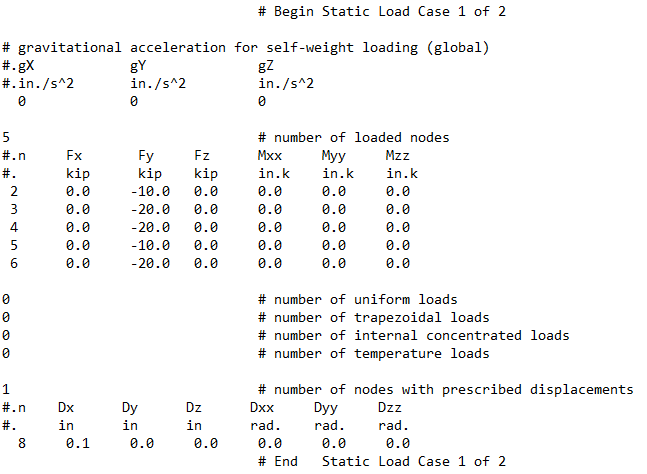 # Begin Static Load Case 1 of 2
# gravitational acceleration for self-weight loading (global)
#.gX gY gZ
#.in./s^2 in./s^2 in./s^2
0 0 0
5 # number of loaded nodes
#.n Fx Fy Fz Mxx Myy Mzz
#. kip kip kip in.k in.k in.k
2 0.0 -10.0 0.0 0.0 0.0 0.0
3 0.0 -20.0 0.0 0.0 0.0 0.0
4 0.0 -20.0 0.0 0.0 0.0 0.0
5 0.0 -10.0 0.0 0.0 0.0 0.0
6 0.0 -20.0 0.0 0.0 0.0 0.0
0 # number of uniform loads
0 # number of trapezoidal loads
0 # number of internal concentrated loads
0 # number of temperature loads
1 # number of nodes with prescribed displacements
#.n Dx Dy Dz Dxx Dyy Dzz
#. in in in rad. rad. rad.
8 0.1 0.0 0.0 0.0 0.0 0.0
# End Static Load Case 1 of 2